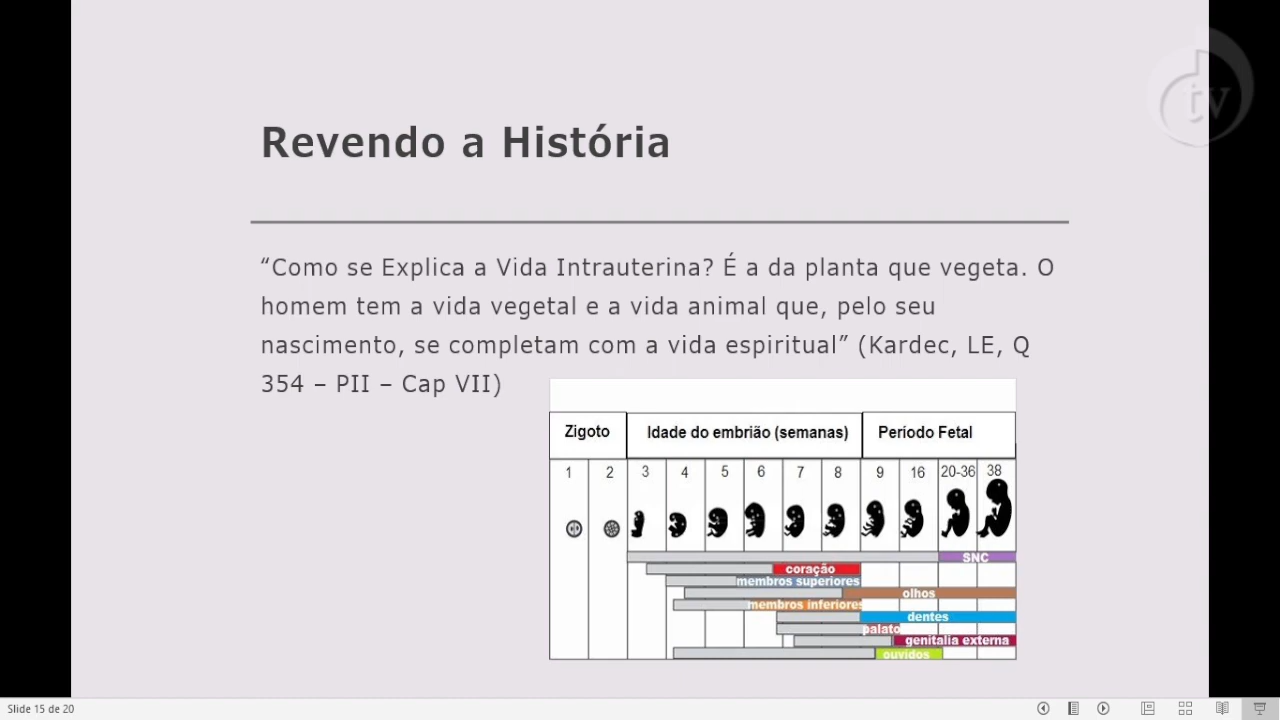 tv
Revendo a História
“Como se Explica a Vida Intrauterina? É a da planta que vegeta. O
homem tem a vida vegetal e a vida animal que, pelo seu
nascimento, se completam com a vida espiritual” (Kardec, LE, Q
354 – PII – Cap VII)
Zigoto Idade do embrião (semanas) Período Fetal
1 2 3 4 5 6 7 8 9 16 20-36 38
SNC
coração
membros superiores
olhos
membros inferiores
dentes
palato
genitalia externa
ouvidos
Slide 15 de 20